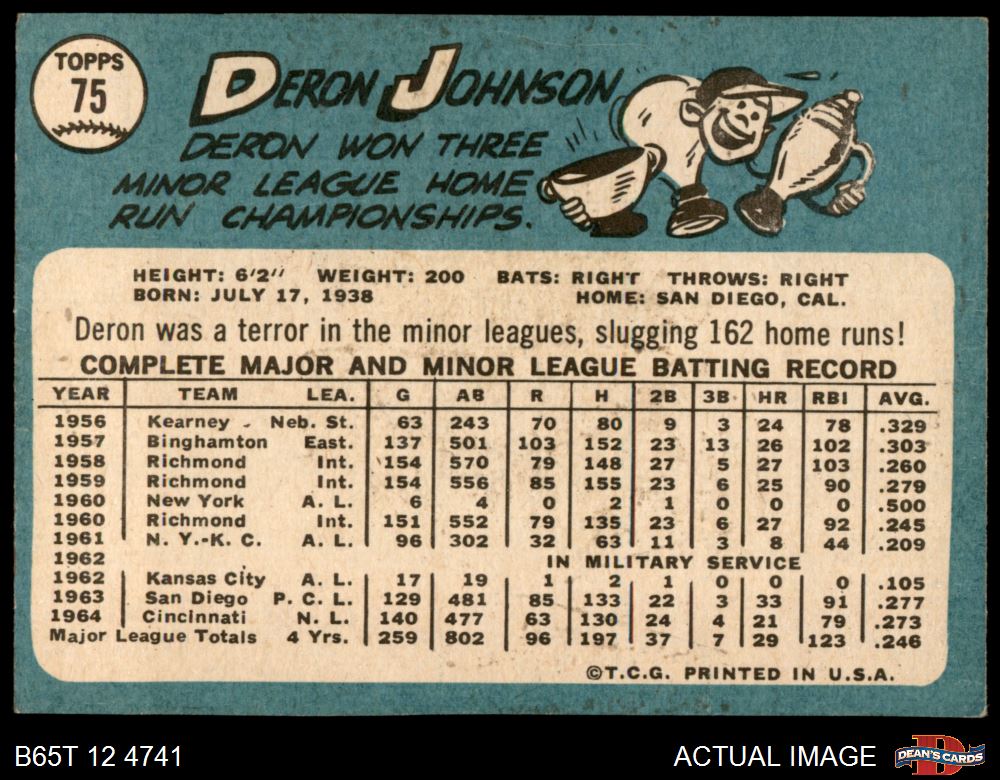 TOPPS
75
DERON JOHNSON
DERON WON THREE
MINOR LEAGUE HOME
RUN CHAMPIONSHIPS.
HEIGHT: 6'2" WEIGHT: 200 BATS: RIGHT THROWS: RIGHT
BORN: JULY 17, 1938 HOME: SAN DIEGO, CAL.
Deron was a terror in the minor leagues, slugging 162 home runs!
COMPLETE MAJOR AND MINOR LEAGUE BATTING RECORD
YEAR TEAM LEA. G AB R H 2B 3B HR RBI AVG.
1956 Kearney - Neb. St. 63 243 70 80 9 3 24 78 .329
1957 Binghamton East. 137 501 103 152 23 13 26 102 .303
1958 Richmond Int. 154 570 79 148 27 5 27 103 .260
1959 Richmond Int. 154 556 85 155 23 6 25 90 .279
1960 New York A. L. 6 4 0 2 1 0 0 0 .500
1960 Richmond Int. 151 552 79 135 23 6 27 92 .245
1961 N. Y.-K. C. A. L. 96 302 32 63 11 3 8 44 .209
1962 IN MILITARY SERVICE
1962 Kansas City A. L. 17 19 1 2 1 0 0 0 .105
1963 San Diego P. C. L. 129 481 85 133 22 3 33 91 .277
1964 Cincinnati N. L. 140 477 63 130 24 4 21 79 .273
Major League Totals 4 Yrs. 259 802 96 197 37 7 29 123 .246
©T.C.G. PRINTED IN U.S.A.
B65T 12 4741 ACTUAL IMAGE DEAN'S CARDS